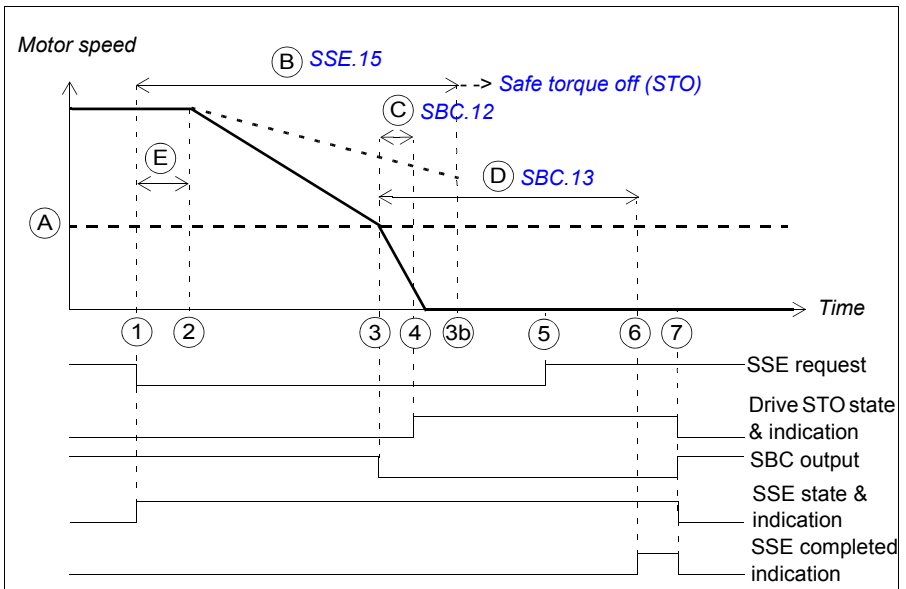 Motor speed
B SSE.15
Safe torque off (STO)
C SBC.12
E
D SBC.13
A
Time
1 2 3 4 3b 5 6 7
SSE request
Drive STO state
& indication
SBC output
SSE state &
indication
SSE completed
indication